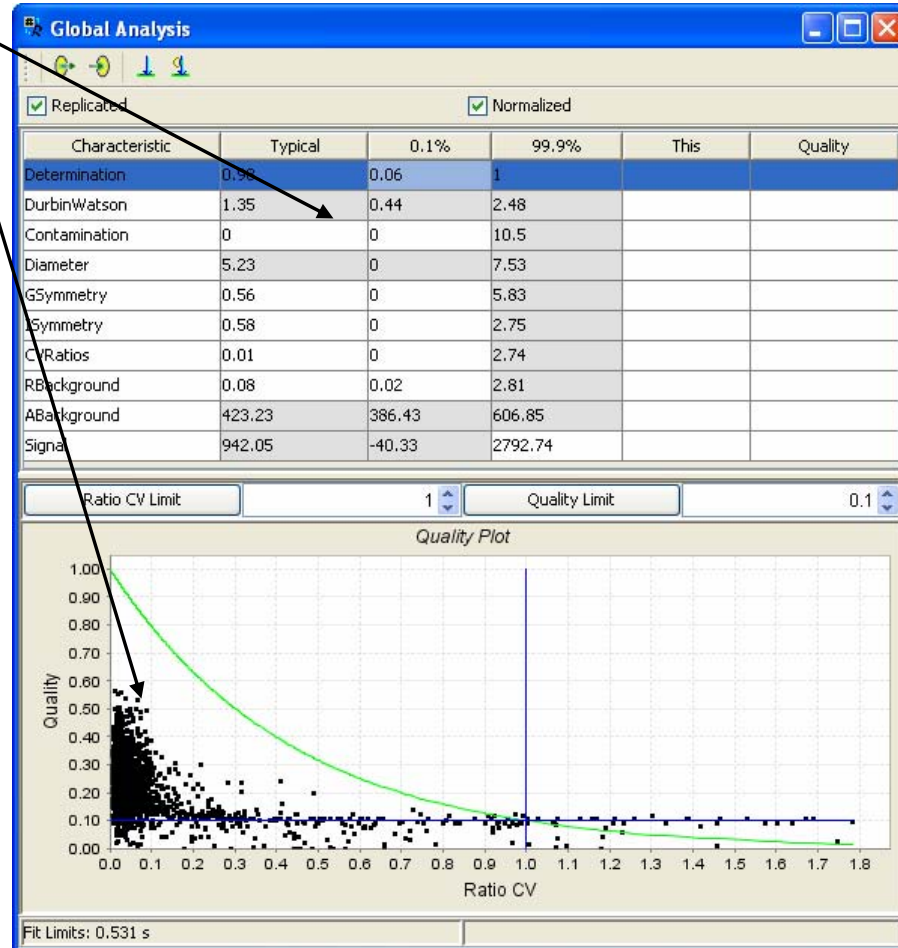 Global Analysis
Replicated Normalized
Characteristic Typical 0.1% 99.9% This Quality
Determination 0.98 0.06 1
DurbinWatson 1.35 0.44 2.48
Contamination 0 0 10.5
Diameter 5.23 0 7.53
GSymmetry 0.56 0 5.83
ISymmetry 0.58 0 2.75
CVRatios 0.01 0 2.74
RBackground 0.08 0.02 2.81
ABackground 423.23 386.43 606.85
Signal 942.05 -40.33 2792.74
Ratio CV Limit 1 Quality Limit 0.1
Quality Plot
1.00
0.90
0.80
0.70
0.60
0.50
0.40
0.30
0.20
0.10
0.00
Quality
0.0 0.1 0.2 0.3 0.4 0.5 0.6 0.7 0.8 0.9 1.0 1.1 1.2 1.3 1.4 1.5 1.6 1.7 1.8
Ratio CV
Fit Limits: 0.531 s